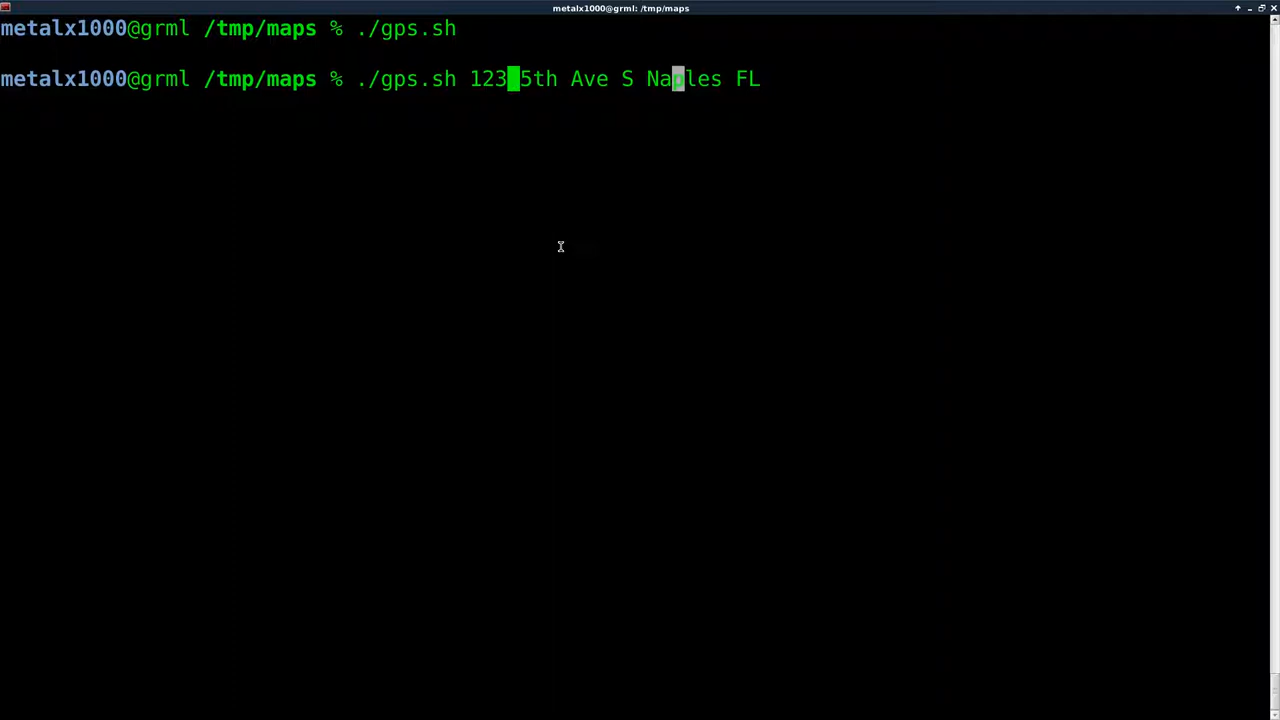 metalx1000@grml: /tmp/maps
metalx1000@grml /tmp/maps % ./gps.sh
metalx1000@grml /tmp/maps % ./gps.sh 123 5th Ave S Naples FL